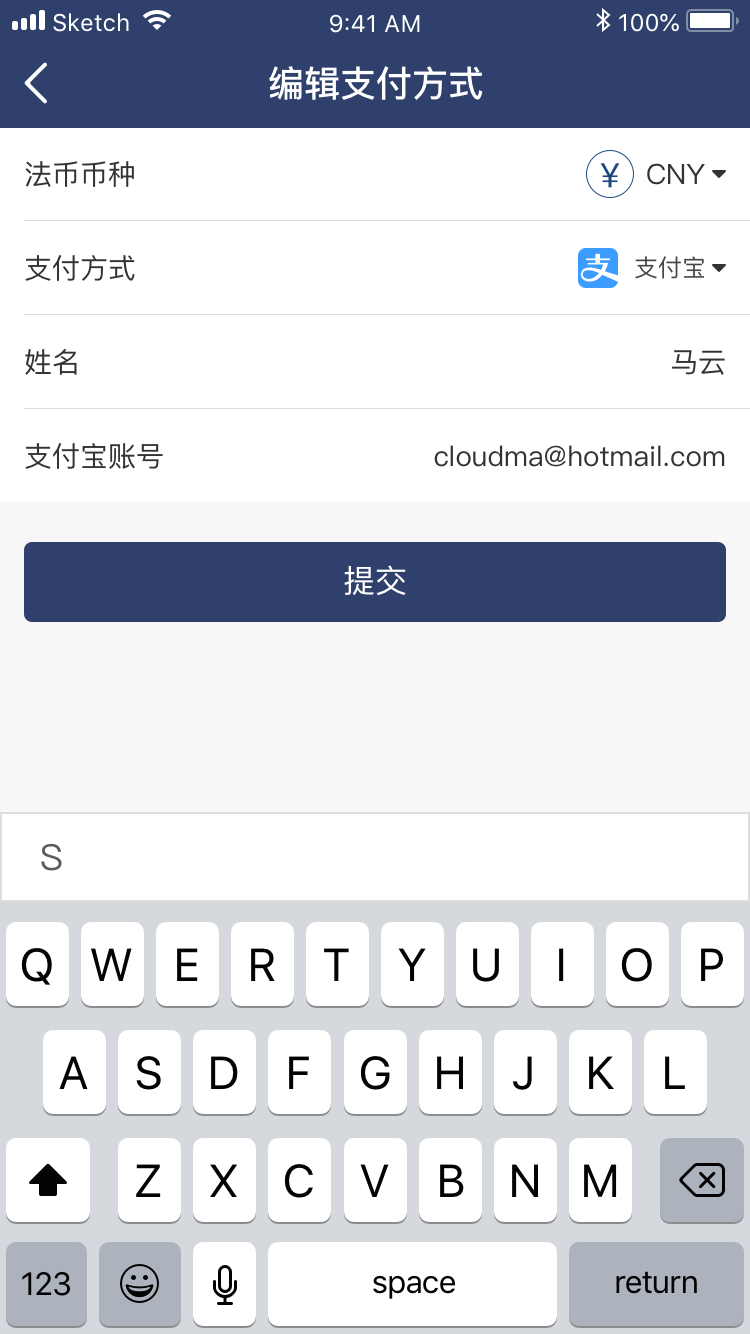 Sketch 9:41 AM 100%
编辑支付方式
法币币种 ¥ CNY
支付方式 支 支付宝
姓名 马云
支付宝账号 cloudma@hotmail.com
提交
S
Q W E R T Y U I O P
A S D F G H J K L
Z X C V B N M
123 space return